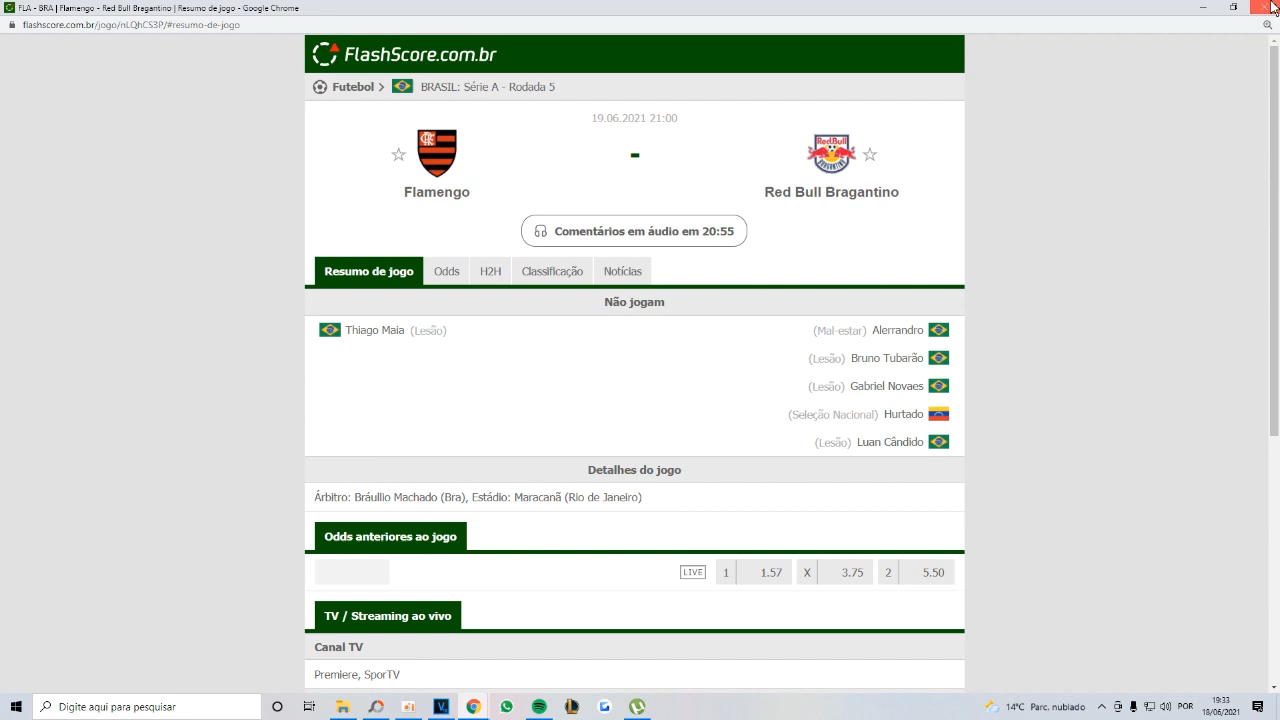 FLA - BRA | Flamengo - Red Bull Bragantino | Resumo de jogo - Google Chrome
flashscore.com.br/jogo/nLQhCS3P/#resumo-de-jogo
FlashScore.com.br
Futebol > BRASIL: Série A - Rodada 5
19.06.2021 21:00
-
Flamengo
Red Bull Bragantino
Comentários em áudio em 20:55
Resumo de jogo Odds H2H Classificação Notícias
Não jogam
Thiago Maia (Lesão) (Mal-estar) Alerrandro
(Lesão) Bruno Tubarão
(Lesão) Gabriel Novaes
(Seleção Nacional) Hurtado
(Lesão) Luan Cândido
Detalhes do jogo
Árbitro: Bráulilio Machado (Bra), Estádio: Maracanã (Rio de Janeiro)
Odds anteriores ao jogo
LIVE 1 1.57 X 3.75 2 5.50
TV / Streaming ao vivo
Canal TV
Premiere, SporTV
Digite aqui para pesquisar
14°C Parc. nublado
POR
19:33
18/06/2021